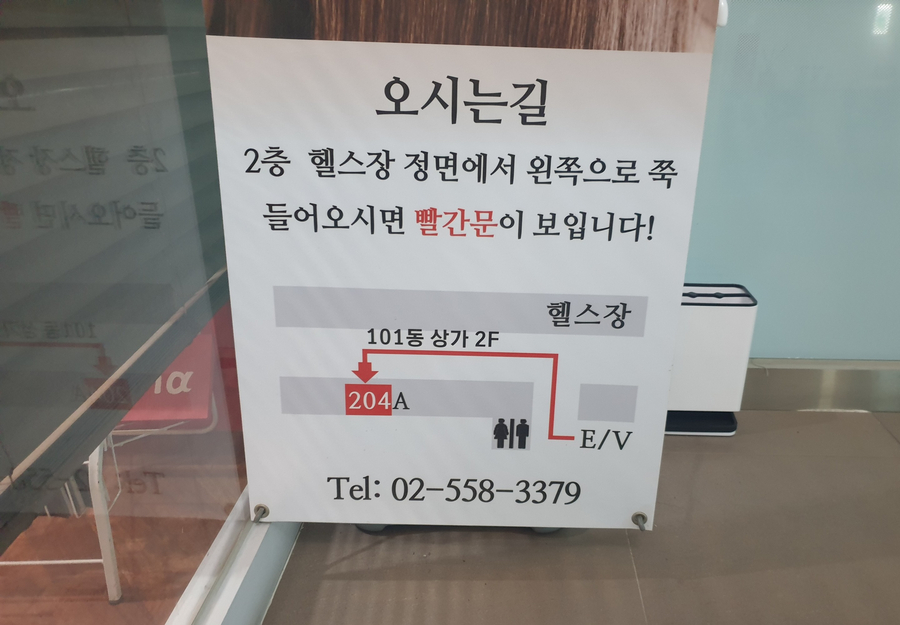 오시는길
2층 헬스장 정면에서 왼쪽으로 쭉
들어오시면 빨간문이 보입니다!
헬스장
101동 상가 2F
204A
E/V
Tel: 02-558-3379